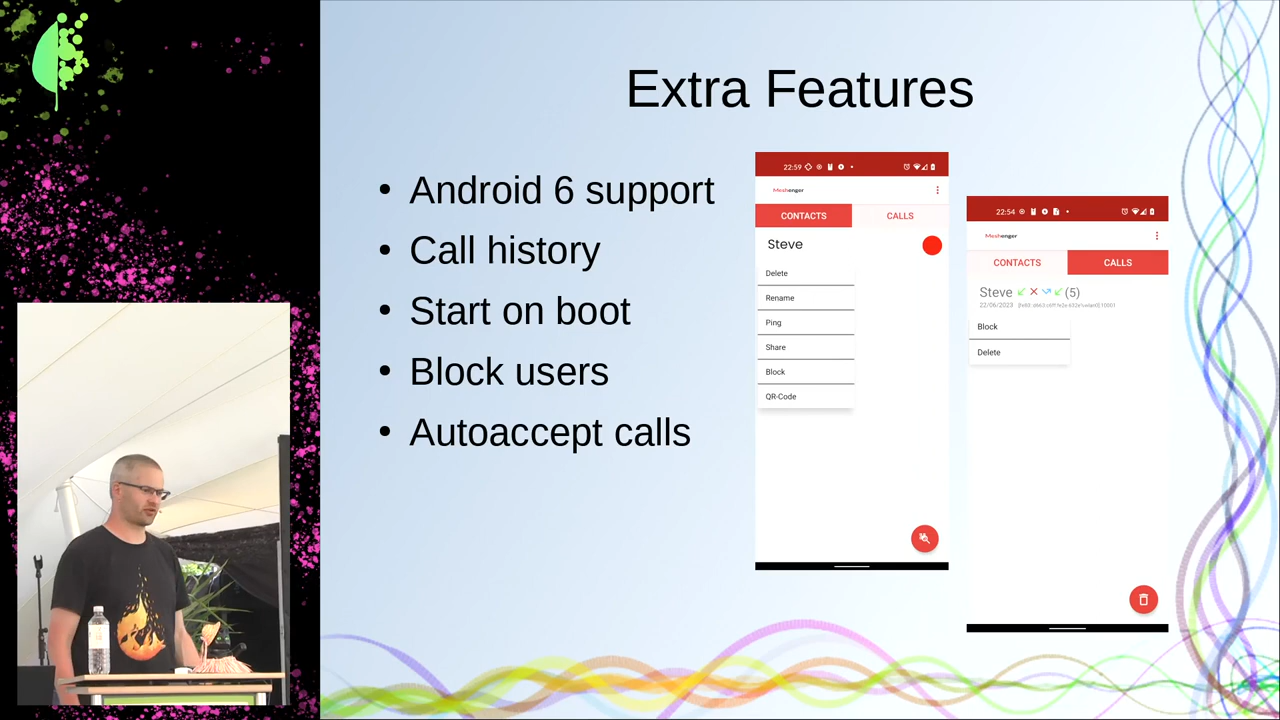 Extra Features
• Android 6 support
• Call history
• Start on boot
• Block users
• Autoaccept calls
22:59
Meshenger
CONTACTS CALLS
Steve
Delete
Rename
Ping
Share
Block
QR-Code
22:54
Meshenger
CONTACTS CALLS
Steve (5)
22/06/2023
Block
Delete